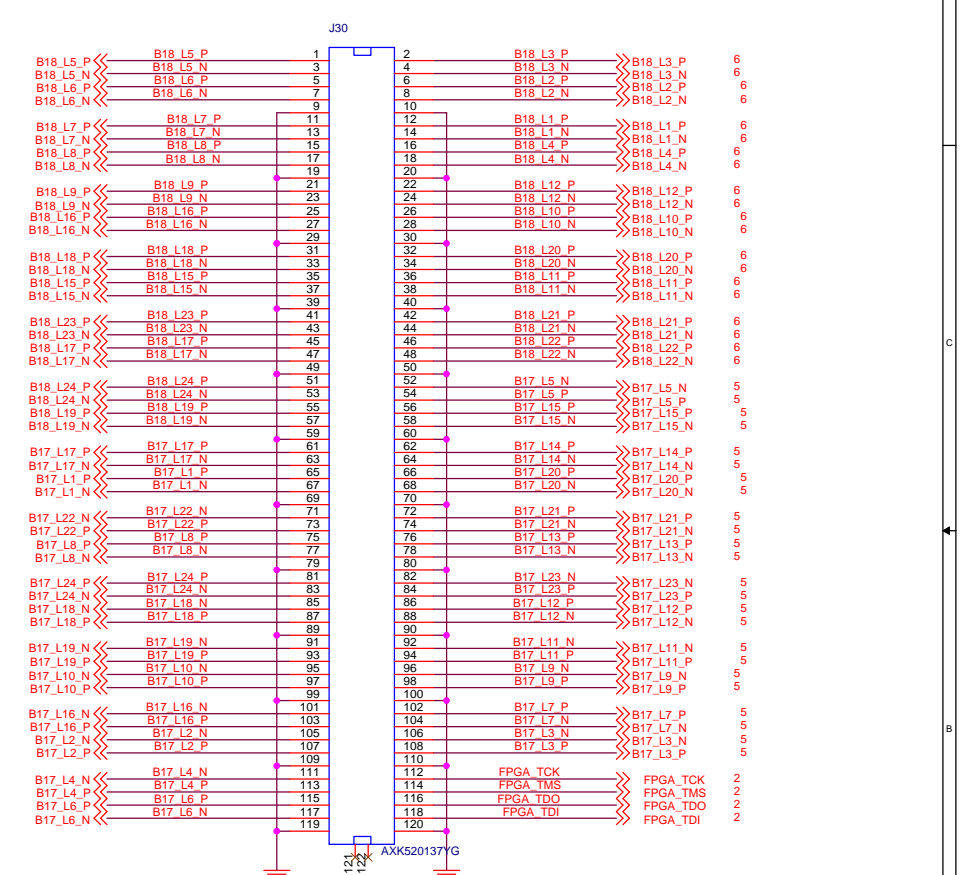 J30
B18_L5_P B18_L5_P 1 2 B18_L3_P B18_L3_P 6
B18_L5_N B18_L5_N 3 4 B18_L3_N B18_L3_N 6
B18_L6_P B18_L6_P 5 6 B18_L2_P B18_L2_P 6
B18_L6_N B18_L6_N 7 8 B18_L2_N B18_L2_N 6
9 10
B18_L7_P B18_L7_P 11 12 B18_L1_P B18_L1_P 6
B18_L7_N B18_L7_N 13 14 B18_L1_N B18_L1_N 6
B18_L8_P B18_L8_P 15 16 B18_L4_P B18_L4_P 6
B18_L8_N B18_L8_N 17 18 B18_L4_N B18_L4_N 6
19 20
B18_L9_P B18_L9_P 21 22 B18_L12_P B18_L12_P 6
B18_L9_N B18_L9_N 23 24 B18_L12_N B18_L12_N 6
B18_L16_P B18_L16_P 25 26 B18_L10_P B18_L10_P 6
B18_L16_N B18_L16_N 27 28 B18_L10_N B18_L10_N 6
29 30
B18_L18_P B18_L18_P 31 32 B18_L20_P B18_L20_P 6
B18_L18_N B18_L18_N 33 34 B18_L20_N B18_L20_N 6
B18_L15_P B18_L15_P 35 36 B18_L11_P B18_L11_P 6
B18_L15_N B18_L15_N 37 38 B18_L11_N B18_L11_N 6
39 40
B18_L23_P B18_L23_P 41 42 B18_L21_P B18_L21_P 6
B18_L23_N B18_L23_N 43 44 B18_L21_N B18_L21_N 6
C
B18_L17_P B18_L17_P 45 46 B18_L22_P B18_L22_P 6
B18_L17_N B18_L17_N 47 48 B18_L22_N B18_L22_N 6
49 50
B18_L24_P B18_L24_P 51 52 B17_L5_N B17_L5_N 5
B18_L24_N B18_L24_N 53 54 B17_L5_P B17_L5_P 5
B18_L19_P B18_L19_P 55 56 B17_L15_P B17_L15_P 5
B18_L19_N B18_L19_N 57 58 B17_L15_N B17_L15_N 5
59 60
B17_L17_P B17_L17_P 61 62 B17_L14_P B17_L14_P 5
B17_L17_N B17_L17_N 63 64 B17_L14_N B17_L14_N 5
B17_L1_P B17_L1_P 65 66 B17_L20_P B17_L20_P 5
B17_L1_N B17_L1_N 67 68 B17_L20_N B17_L20_N 5
69 70
B17_L22_N B17_L22_N 71 72 B17_L21_P B17_L21_P 5
B17_L22_P B17_L22_P 73 74 B17_L21_N B17_L21_N 5
B17_L8_P B17_L8_P 75 76 B17_L13_P B17_L13_P 5
B17_L8_N B17_L8_N 77 78 B17_L13_N B17_L13_N 5
79 80
B17_L24_P B17_L24_P 81 82 B17_L23_N B17_L23_N 5
B17_L24_N B17_L24_N 83 84 B17_L23_P B17_L23_P 5
B17_L18_N B17_L18_N 85 86 B17_L12_P B17_L12_P 5
B17_L18_P B17_L18_P 87 88 B17_L12_N B17_L12_N 5
89 90
B17_L19_N B17_L19_N 91 92 B17_L11_N B17_L11_N 5
B17_L19_P B17_L19_P 93 94 B17_L11_P B17_L11_P 5
B17_L10_N B17_L10_N 95 96 B17_L9_N B17_L9_N 5
B17_L10_P B17_L10_P 97 98 B17_L9_P B17_L9_P 5
99 100
B17_L16_N B17_L16_N 101 102 B17_L7_P B17_L7_P 5
B17_L16_P B17_L16_P 103 104 B17_L7_N B17_L7_N 5
B
B17_L2_N B17_L2_N 105 106 B17_L3_N B17_L3_N 5
B17_L2_P B17_L2_P 107 108 B17_L3_P B17_L3_P 5
109 110
B17_L4_N B17_L4_N 111 112 FPGA_TCK FPGA_TCK 2
B17_L4_P B17_L4_P 113 114 FPGA_TMS FPGA_TMS 2
B17_L6_P B17_L6_P 115 116 FPGA_TDO FPGA_TDO 2
B17_L6_N B17_L6_N 117 118 FPGA_TDI FPGA_TDI 2
119 120
121 122 AXK520137YG